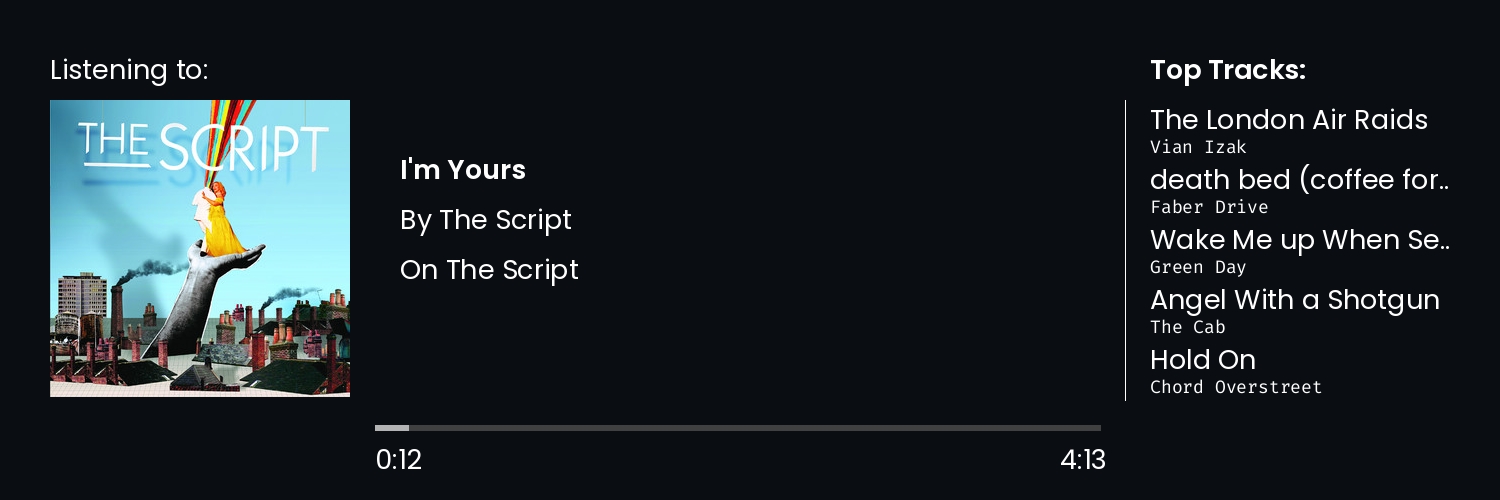 Listening to:
THE SCRIPT
I'm Yours
By The Script
On The Script
0:12
4:13
Top Tracks:
The London Air Raids
Vian Izak
death bed (coffee for..
Faber Drive
Wake Me up When Se..
Green Day
Angel With a Shotgun
The Cab
Hold On
Chord Overstreet